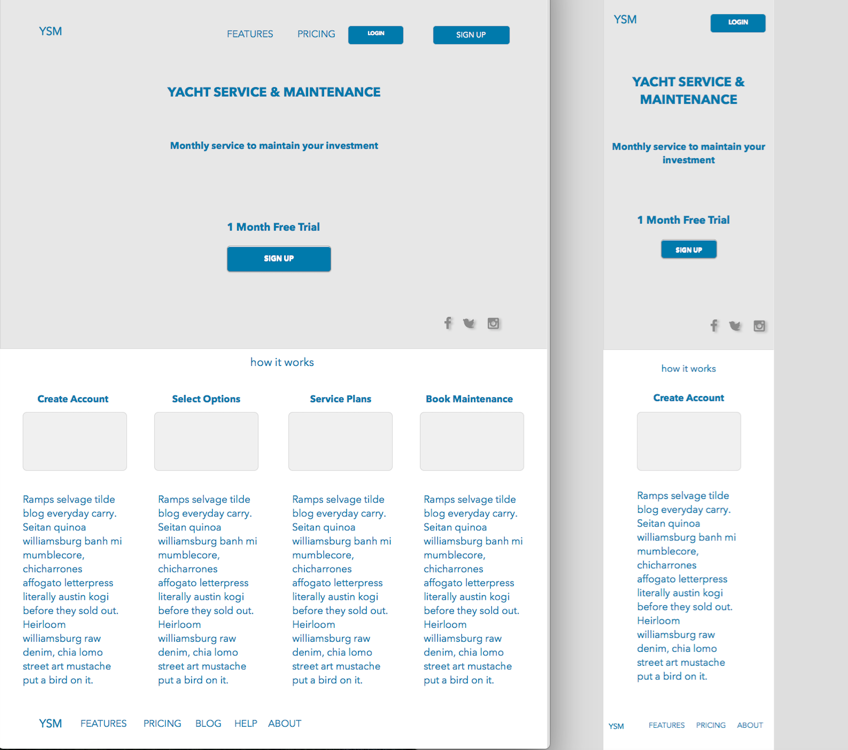 YSM FEATURES PRICING LOGIN SIGN UP
YACHT SERVICE & MAINTENANCE
Monthly service to maintain your investment
1 Month Free Trial
SIGN UP
how it works
Create Account
Ramps selvage tilde
blog everyday carry.
Seitan quinoa
williamsburg banh mi
mumblecore,
chicharrones
affogato letterpress
literally austin kogi
before they sold out.
Heirloom
williamsburg raw
denim, chia lomo
street art mustache
put a bird on it.
Select Options
Ramps selvage tilde
blog everyday carry.
Seitan quinoa
williamsburg banh mi
mumblecore,
chicharrones
affogato letterpress
literally austin kogi
before they sold out.
Heirloom
williamsburg raw
denim, chia lomo
street art mustache
put a bird on it.
Service Plans
Ramps selvage tilde
blog everyday carry.
Seitan quinoa
williamsburg banh mi
mumblecore,
chicharrones
affogato letterpress
literally austin kogi
before they sold out.
Heirloom
williamsburg raw
denim, chia lomo
street art mustache
put a bird on it.
Book Maintenance
Ramps selvage tilde
blog everyday carry.
Seitan quinoa
williamsburg banh mi
mumblecore,
chicharrones
affogato letterpress
literally austin kogi
before they sold out.
Heirloom
williamsburg raw
denim, chia lomo
street art mustache
put a bird on it.
YSM FEATURES PRICING BLOG HELP ABOUT
YSM LOGIN
YACHT SERVICE &
MAINTENANCE
Monthly service to maintain your
investment
1 Month Free Trial
SIGN UP
how it works
Create Account
Ramps selvage tilde
blog everyday carry.
Seitan quinoa
williamsburg banh mi
mumblecore,
chicharrones
affogato letterpress
literally austin kogi
before they sold out.
Heirloom
williamsburg raw
denim, chia lomo
street art mustache
put a bird on it.
YSM FEATURES PRICING ABOUT